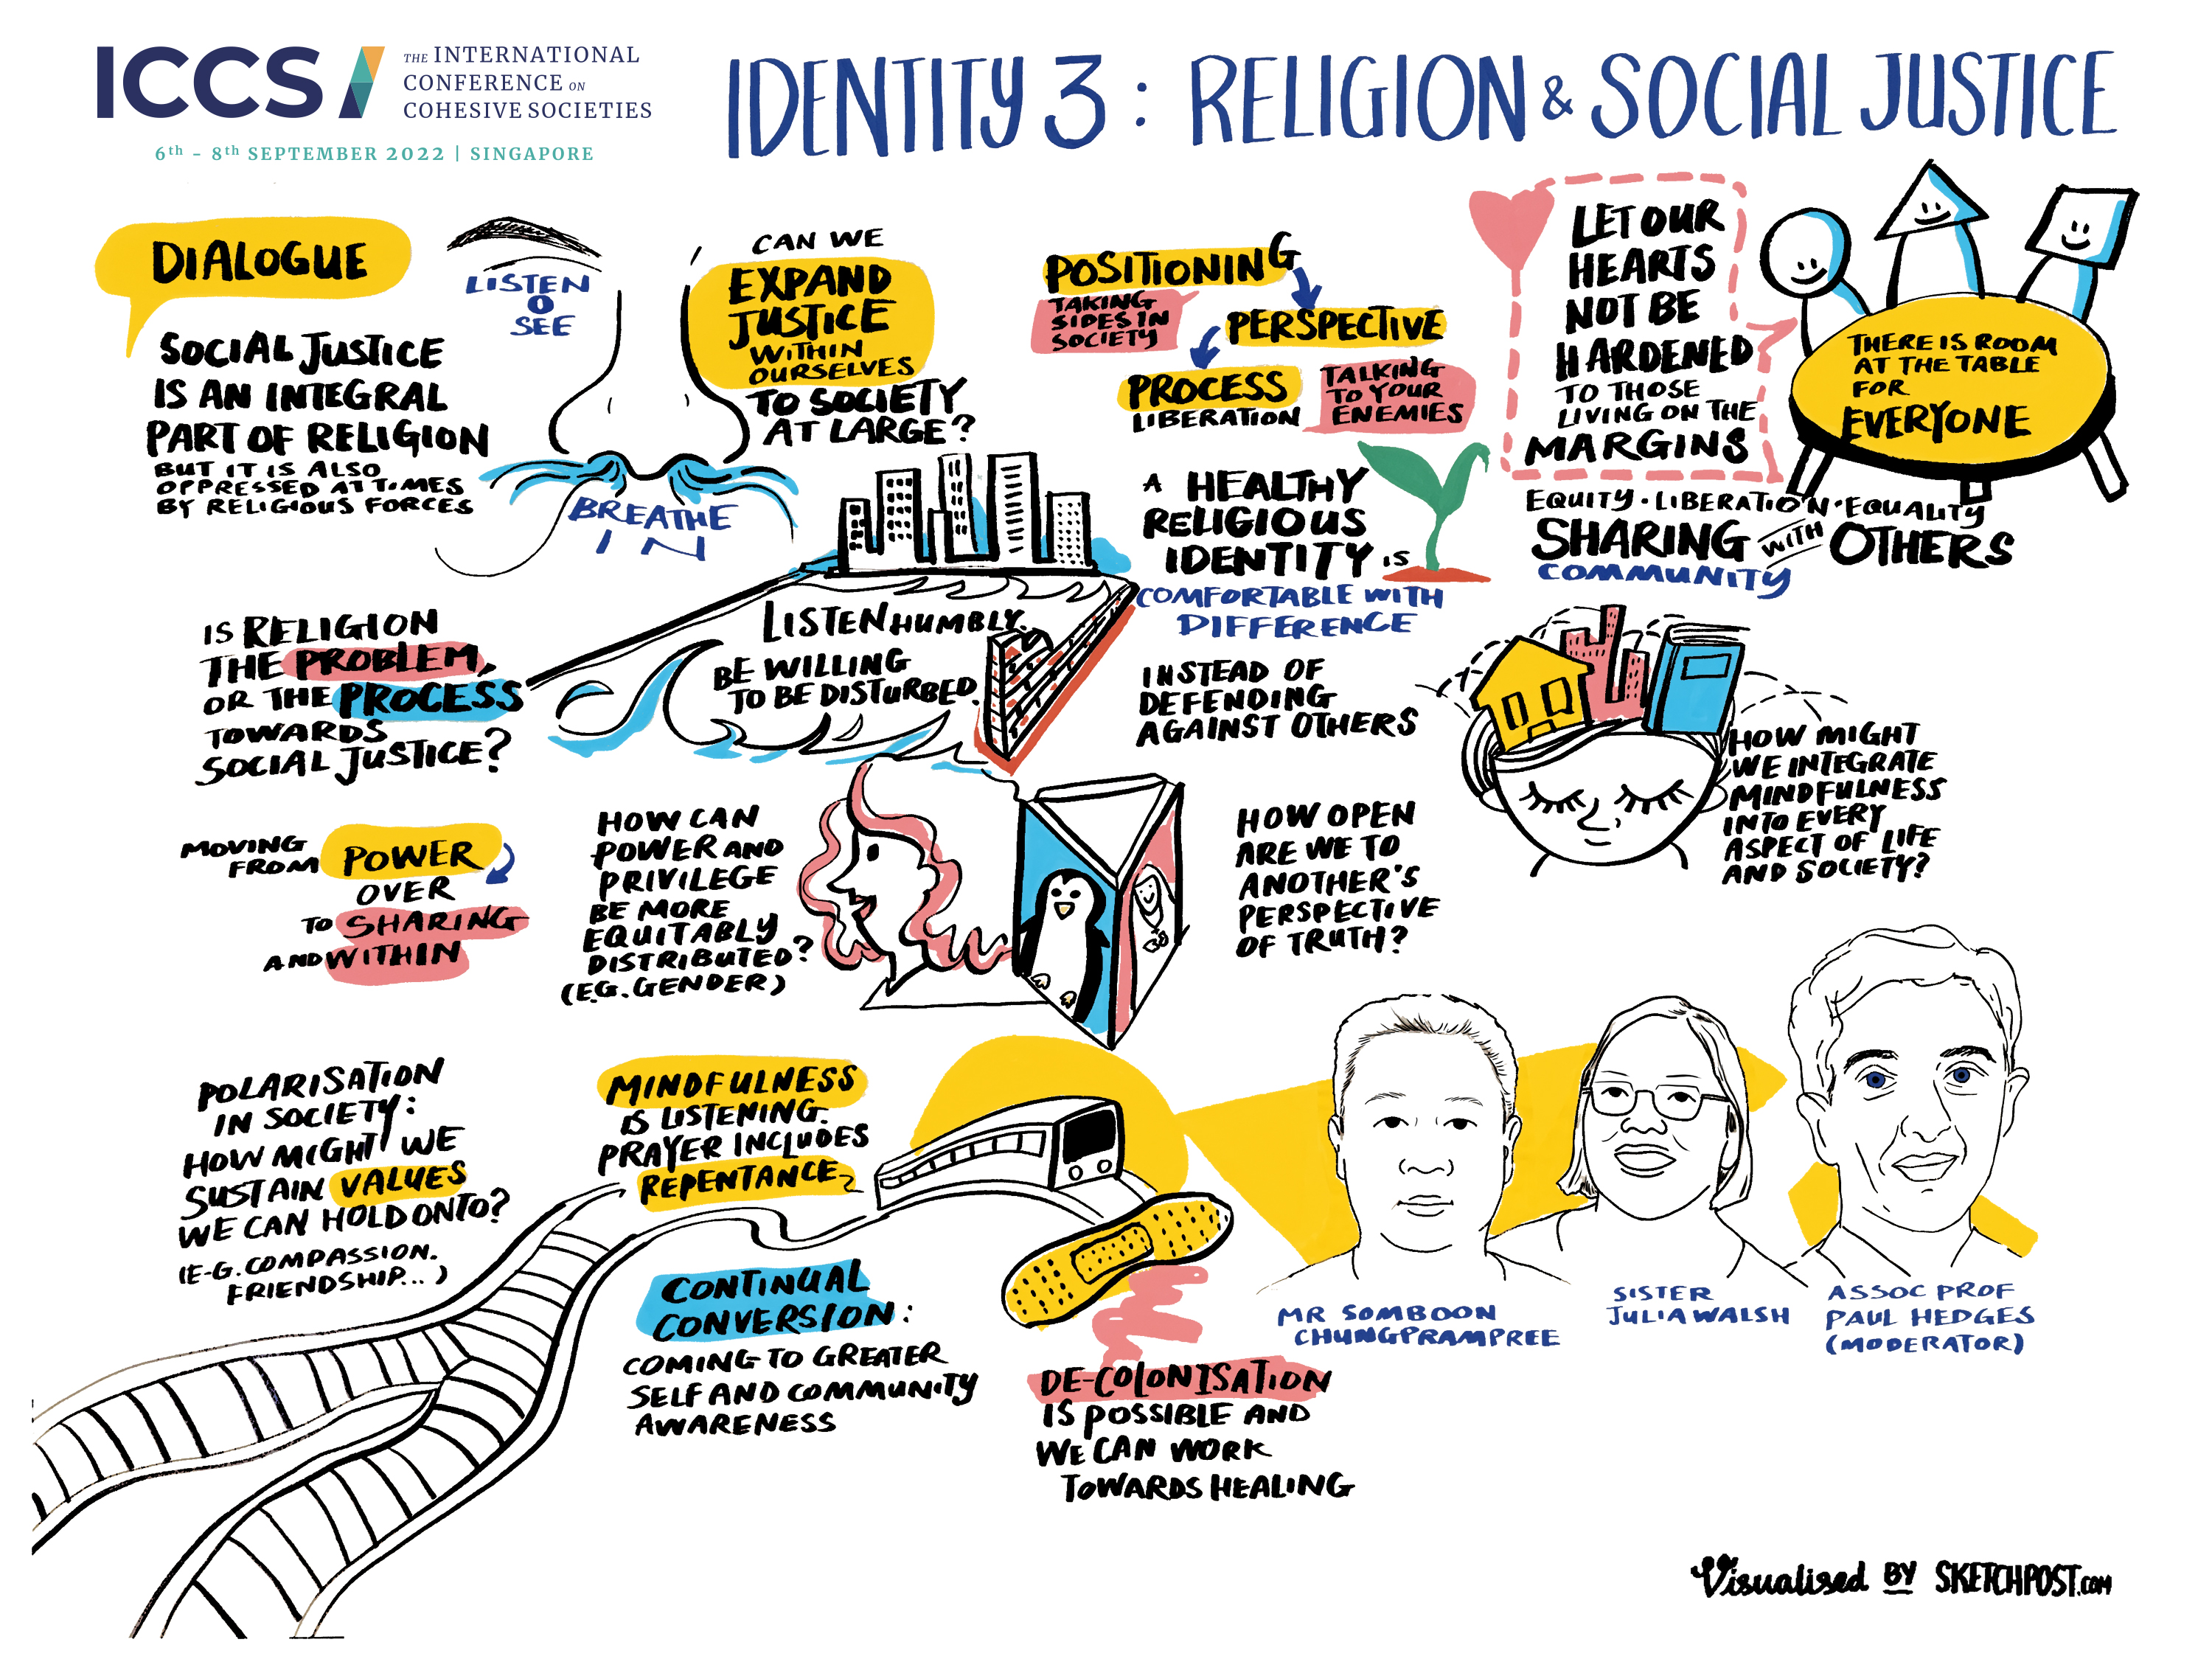 ICCS
THE INTERNATIONAL
CONFERENCE ON
COHESIVE SOCIETIES
6th - 8th SEPTEMBER 2022 | SINGAPORE
IDENTITY 3: RELIGION & SOCIAL JUSTICE
DIALOGUE
SOCIAL JUSTICE
IS AN INTEGRAL
PART OF RELIGION
BUT IT IS ALSO
OPPRESSED AT TIMES
BY RELIGIOUS FORCES
LISTEN
O
SEE
BREATHE
IN
CAN WE
EXPAND
JUSTICE
WITHIN
OURSELVES
TO SOCIETY
AT LARGE?
POSITIONING
TAKING
SIDES IN
SOCIETY
PERSPECTIVE
PROCESS
LIBERATION
TALKING
TO YOUR
ENEMIES
LET OUR
HEARTS
NOT BE
HARDENED
TO THOSE
LIVING ON THE
MARGINS
THERE IS ROOM
AT THE TABLE
FOR
EVERYONE
EQUITY · LIBERATION · EQUALITY
SHARING WITH OTHERS
COMMUNITY
A HEALTHY
RELIGIOUS
IDENTITY IS
COMFORTABLE WITH
DIFFERENCE
INSTEAD OF
DEFENDING
AGAINST OTHERS
LISTEN HUMBLY.
BE WILLING
TO BE DISTURBED.
IS RELIGION
THE PROBLEM,
OR THE PROCESS
TOWARDS
SOCIAL JUSTICE?
MOVING
FROM POWER
OVER
TO SHARING
AND WITHIN
HOW CAN
POWER AND
PRIVILEGE
BE MORE
EQUITABLY
DISTRIBUTED?
(EG. GENDER)
HOW OPEN
ARE WE TO
ANOTHER'S
PERSPECTIVE
OF TRUTH?
HOW MIGHT
WE INTEGRATE
MINDFULNESS
INTO EVERY
ASPECT OF LIFE
AND SOCIETY?
POLARISATION
IN SOCIETY:
HOW MIGHT WE
SUSTAIN VALUES
WE CAN HOLD ONTO?
(E-G. COMPASSION.
FRIENDSHIP...)
MINDFULNESS
IS LISTENING.
PRAYER INCLUDES
REPENTANCE
CONTINUAL
CONVERSION:
COMING TO GREATER
SELF AND COMMUNITY
AWARENESS
DE-COLONISATION
IS POSSIBLE AND
WE CAN WORK
TOWARDS HEALING
MR SOMBOON
CHUNGPRAMPREE
SISTER
JULIA WALSH
ASSOC PROF
PAUL HEDGES
(MODERATOR)
Visualised BY SKETCHPOST.COM